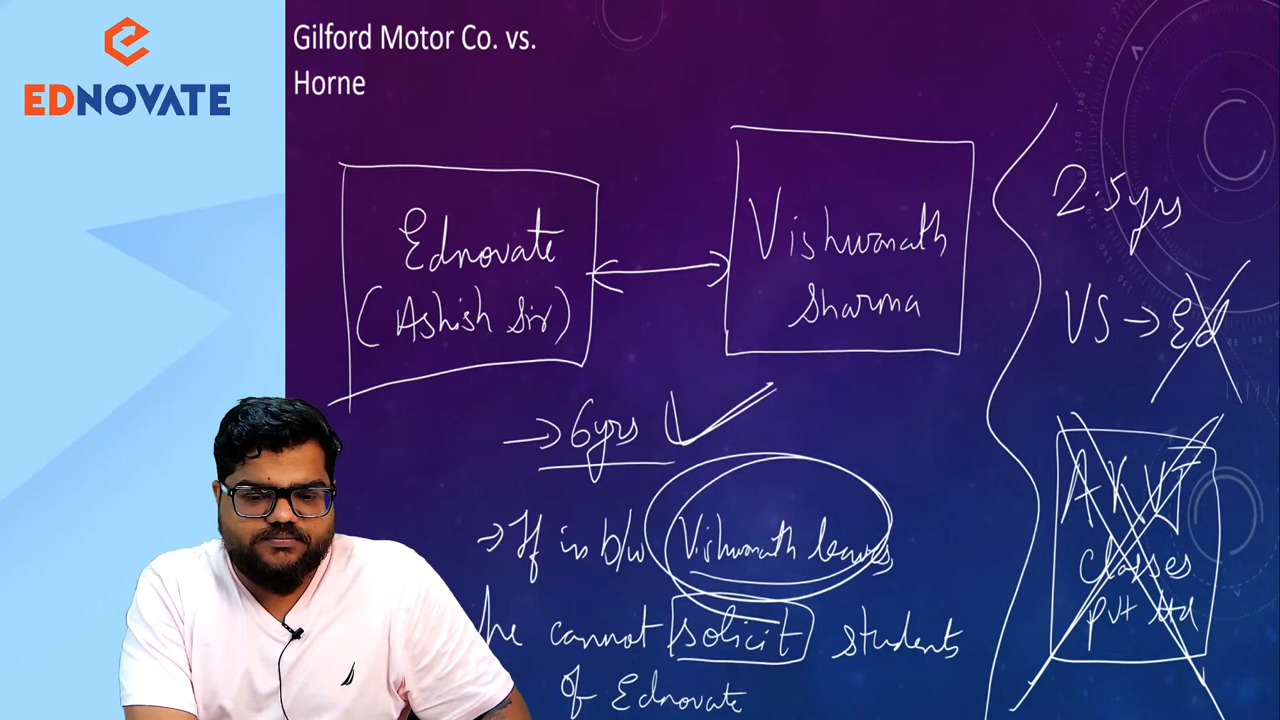 EDNOVATE
Gilford Motor Co. vs.
Horne
Ednovate
(Ashish Sir)
Vishwanath
Sharma
→ 6yrs
→ If in b/w Vishwanath leaves
he cannot solicit students
of Ednovate
2.5yrs
VS → Ed
classes
pvt ltd